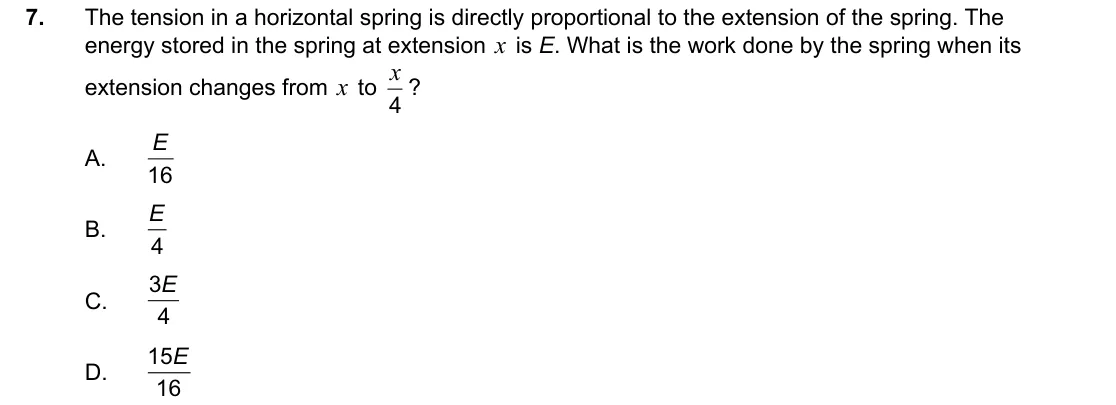 7. The tension in a horizontal spring is directly proportional to the extension of the spring. The
energy stored in the spring at extension x is E. What is the work done by the spring when its
extension changes from x to x/4 ?
A. E/16
B. E/4
C. 3E/4
D. 15E/16